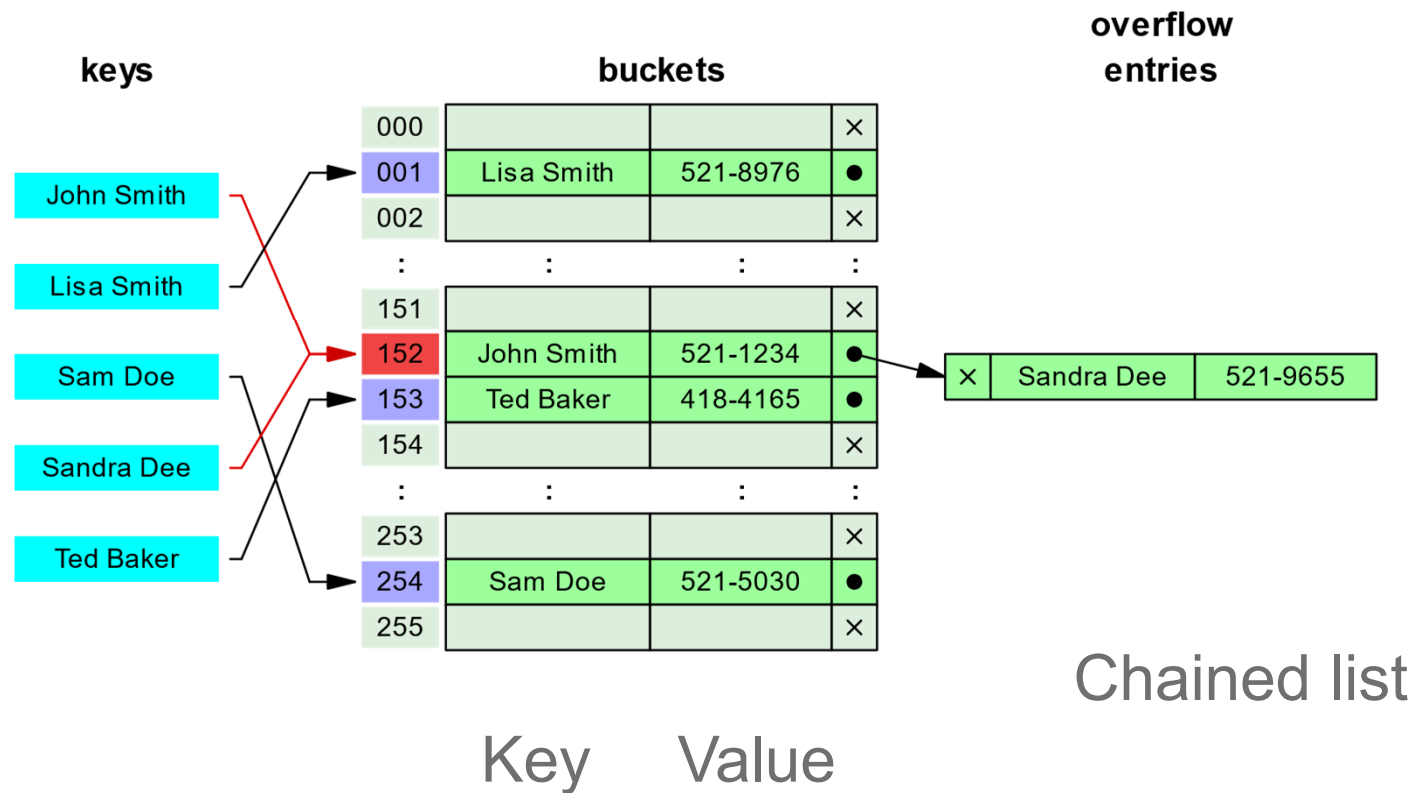 overflow
keys buckets entries
000 ×
001 Lisa Smith 521-8976 ●
John Smith
002 ×
: : : :
Lisa Smith
151 ×
152 John Smith 521-1234 ●
Sam Doe × Sandra Dee 521-9655
153 Ted Baker 418-4165 ●
154 ×
Sandra Dee
: : : :
253 ×
Ted Baker
254 Sam Doe 521-5030 ●
255 ×
Chained list
Key Value